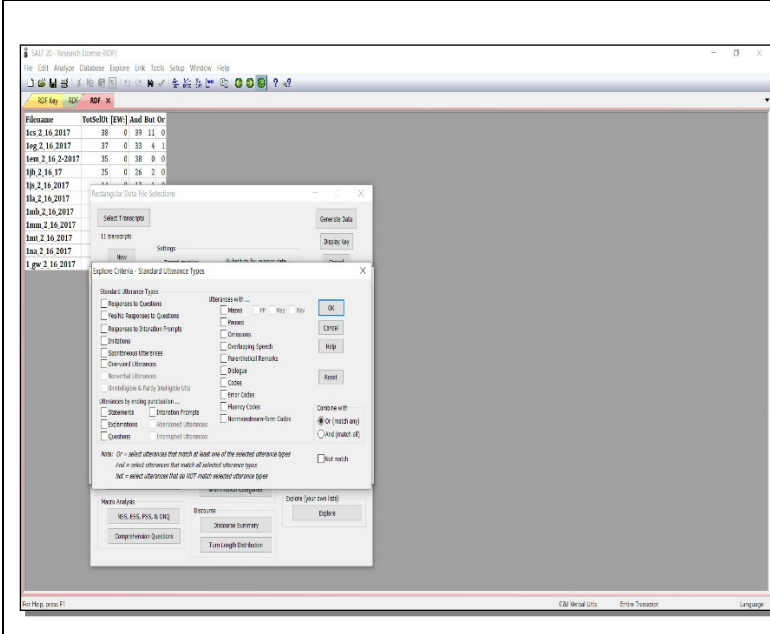 SALT 20 - Research License (RDF)
File Edit Analyze Database Explore Link Tools Setup Window Help
RDF Key RDF RDF X
Filename TotSelUt [EW:] And But Or
1cs_2_16_2017 38 0 39 11 0
1eg_2_16_2017 37 0 33 4 1
1em_2_16_2-2017 35 0 38 0 0
1jb_2_16_17 25 0 26 2 0
1js_2_16_2017
1la_2_16_2017
1mb_2_16_2017
1mm_2_16_2017
1mt_2_16_2017
1na_2_16_2017
1_gw_2_16_2017
Rectangular Data File Selections
Select Transcripts
Generate Data
11 transcripts
Display Key
Settings
New
Cancel
Explore Criteria - Standard Utterance Types
Standard Utterance Types
Responses to Questions
Yes/No Responses to Questions
Responses to Intonation Prompts
Imitations
Spontaneous Utterances
One-word Utterances
Nonverbal Utterances
Unintelligible & Partly Intelligible Utts
Utterances by ending punctuation ...
Statements Intonation Prompts
Exclamations Abandoned Utterances
Questions Interrupted Utterances
Utterances with ...
Mazes FP Rep Rev
Pauses
Omissions
Overlapping Speech
Parenthetical Remarks
Dialogue
Codes
Error Codes
Fluency Codes
Nonmainstream-form Codes
OK
Cancel
Help
Reset
Combine with
Or (match any)
And (match all)
Not match
Note: Or = select utterances that match at least one of the selected utterance types
And = select utterances that match all selected utterance types
Not = select utterances that do NOT match selected utterance types
Macro Analysis
NSS, ESS, PSS, & CNQ
Comprehension Questions
Discourse
Discourse Summary
Turn Length Distribution
Explore (your own lists)
Explore
For Help, press F1
C&I Verbal Utts Entire Transcript Language